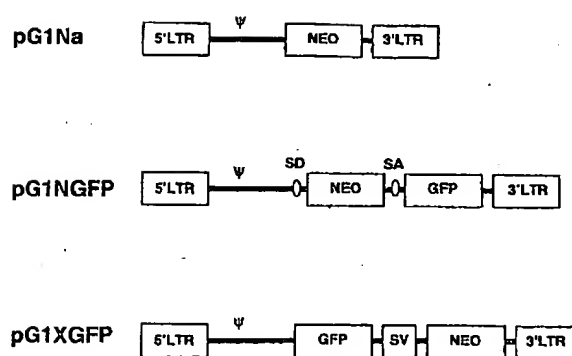 ψ
pG1Na 5'LTR NEO 3'LTR
SD SA
ψ
pG1NGFP 5'LTR NEO GFP 3'LTR
ψ
pG1XGFP 5'LTR GFP SV NEO 3'LTR